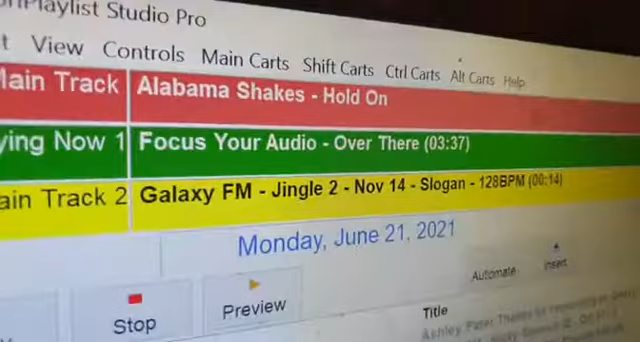 Playlist Studio Pro
View Controls Main Carts Shift Carts Ctrl Carts Alt Carts Help
Main Track Alabama Shakes - Hold On
ying Now 1 Focus Your Audio - Over There (03:37)
ain Track 2 Galaxy FM - Jingle 2 - Nov 14 - Slogan - 128BPM (00:14)
Monday, June 21, 2021
Automate Insert
Stop Preview
Title
Ashley Pater